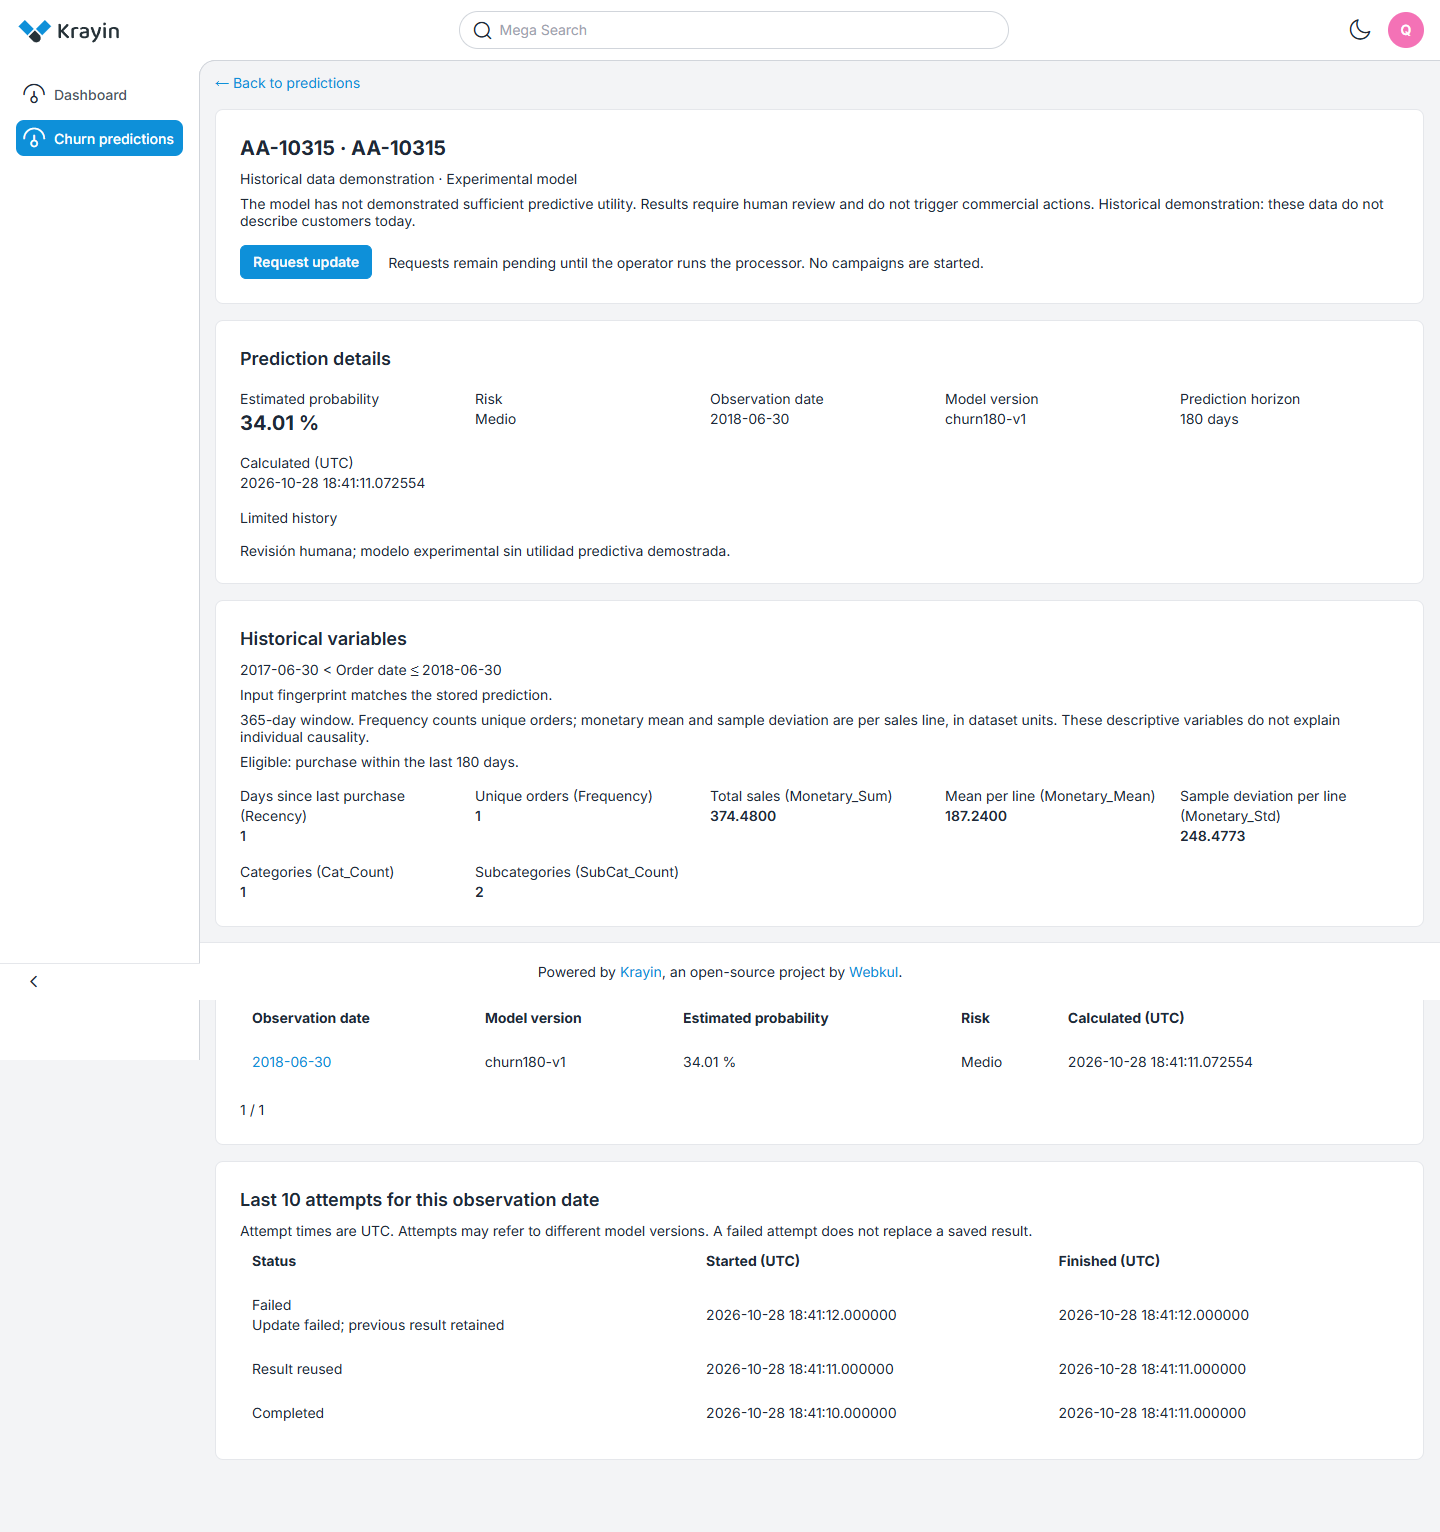 Krayin
Mega Search
Q
Dashboard
Churn predictions
← Back to predictions
AA-10315 · AA-10315
Historical data demonstration · Experimental model
The model has not demonstrated sufficient predictive utility. Results require human review and do not trigger commercial actions. Historical demonstration: these data do not
describe customers today.
Request update
Requests remain pending until the operator runs the processor. No campaigns are started.
Prediction details
Estimated probability
34.01 %
Risk
Medio
Observation date
2018-06-30
Model version
churn180-v1
Prediction horizon
180 days
Calculated (UTC)
2026-10-28 18:41:11.072554
Limited history
Revisión humana; modelo experimental sin utilidad predictiva demostrada.
Historical variables
2017-06-30 < Order date ≤ 2018-06-30
Input fingerprint matches the stored prediction.
365-day window. Frequency counts unique orders; monetary mean and sample deviation are per sales line, in dataset units. These descriptive variables do not explain
individual causality.
Eligible: purchase within the last 180 days.
Days since last purchase
(Recency)
1
Unique orders (Frequency)
1
Total sales (Monetary_Sum)
374.4800
Mean per line (Monetary_Mean)
187.2400
Sample deviation per line
(Monetary_Std)
248.4773
Categories (Cat_Count)
1
Subcategories (SubCat_Count)
2
Powered by Krayin, an open-source project by Webkul.
Observation date Model version Estimated probability Risk Calculated (UTC)
2018-06-30 churn180-v1 34.01 % Medio 2026-10-28 18:41:11.072554
1 / 1
Last 10 attempts for this observation date
Attempt times are UTC. Attempts may refer to different model versions. A failed attempt does not replace a saved result.
Status Started (UTC) Finished (UTC)
Failed
Update failed; previous result retained
2026-10-28 18:41:12.000000 2026-10-28 18:41:12.000000
Result reused 2026-10-28 18:41:11.000000 2026-10-28 18:41:11.000000
Completed 2026-10-28 18:41:10.000000 2026-10-28 18:41:11.000000